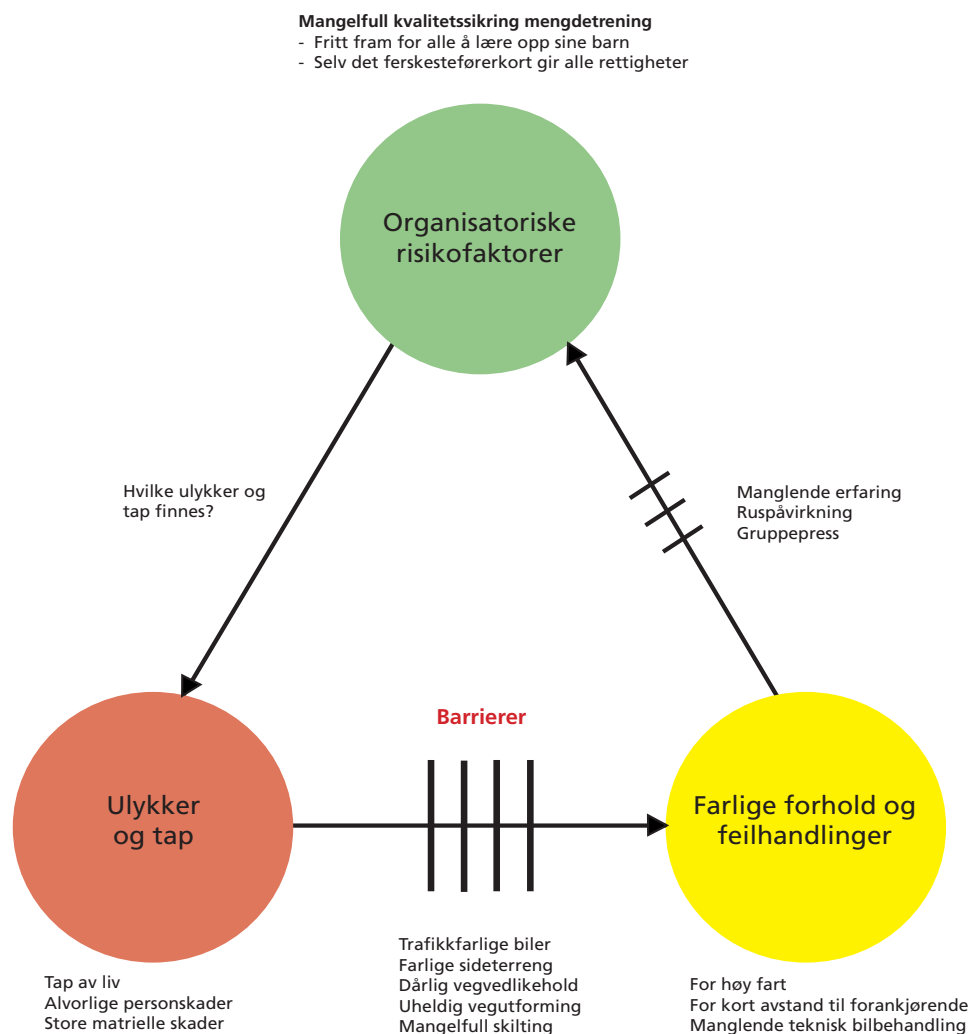 Mangelfull kvalitetssikring mengdetrening
- Fritt fram for alle å lære opp sine barn
- Selv det ferskesteførerkort gir alle rettigheter
Organisatoriske
risikofaktorer
Hvilke ulykker og
tap finnes?
Manglende erfaring
Ruspåvirkning
Gruppepress
Barrierer
Ulykker
og tap
Farlige forhold og
feilhandlinger
Tap av liv
Alvorlige personskader
Store matrielle skader
Trafikkfarlige biler
Farlige sideterreng
Dårlig vegvedlikehold
Uheldig vegutforming
Mangelfull skilting
For høy fart
For kort avstand til forankjørende
Manglende teknisk bilbehandling